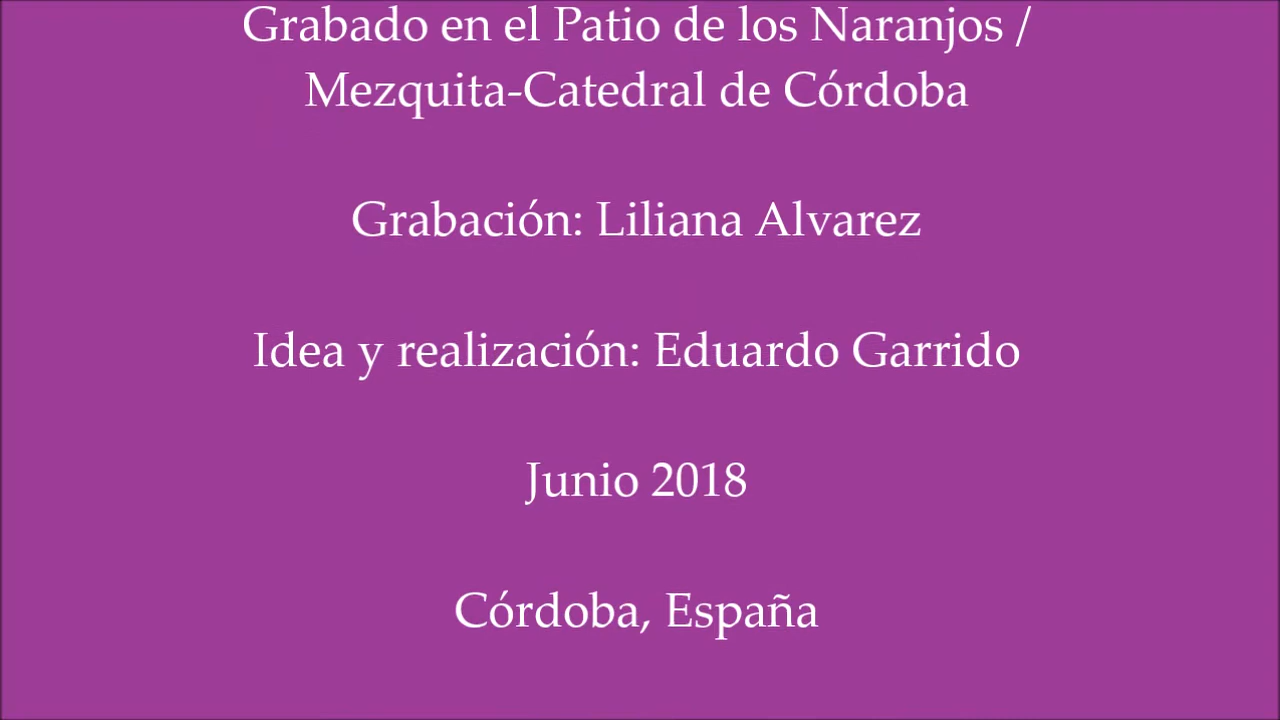 Grabado en el Patio de los Naranjos /
Mezquita-Catedral de Córdoba
Grabación: Liliana Alvarez
Idea y realización: Eduardo Garrido
Junio 2018
Córdoba, España